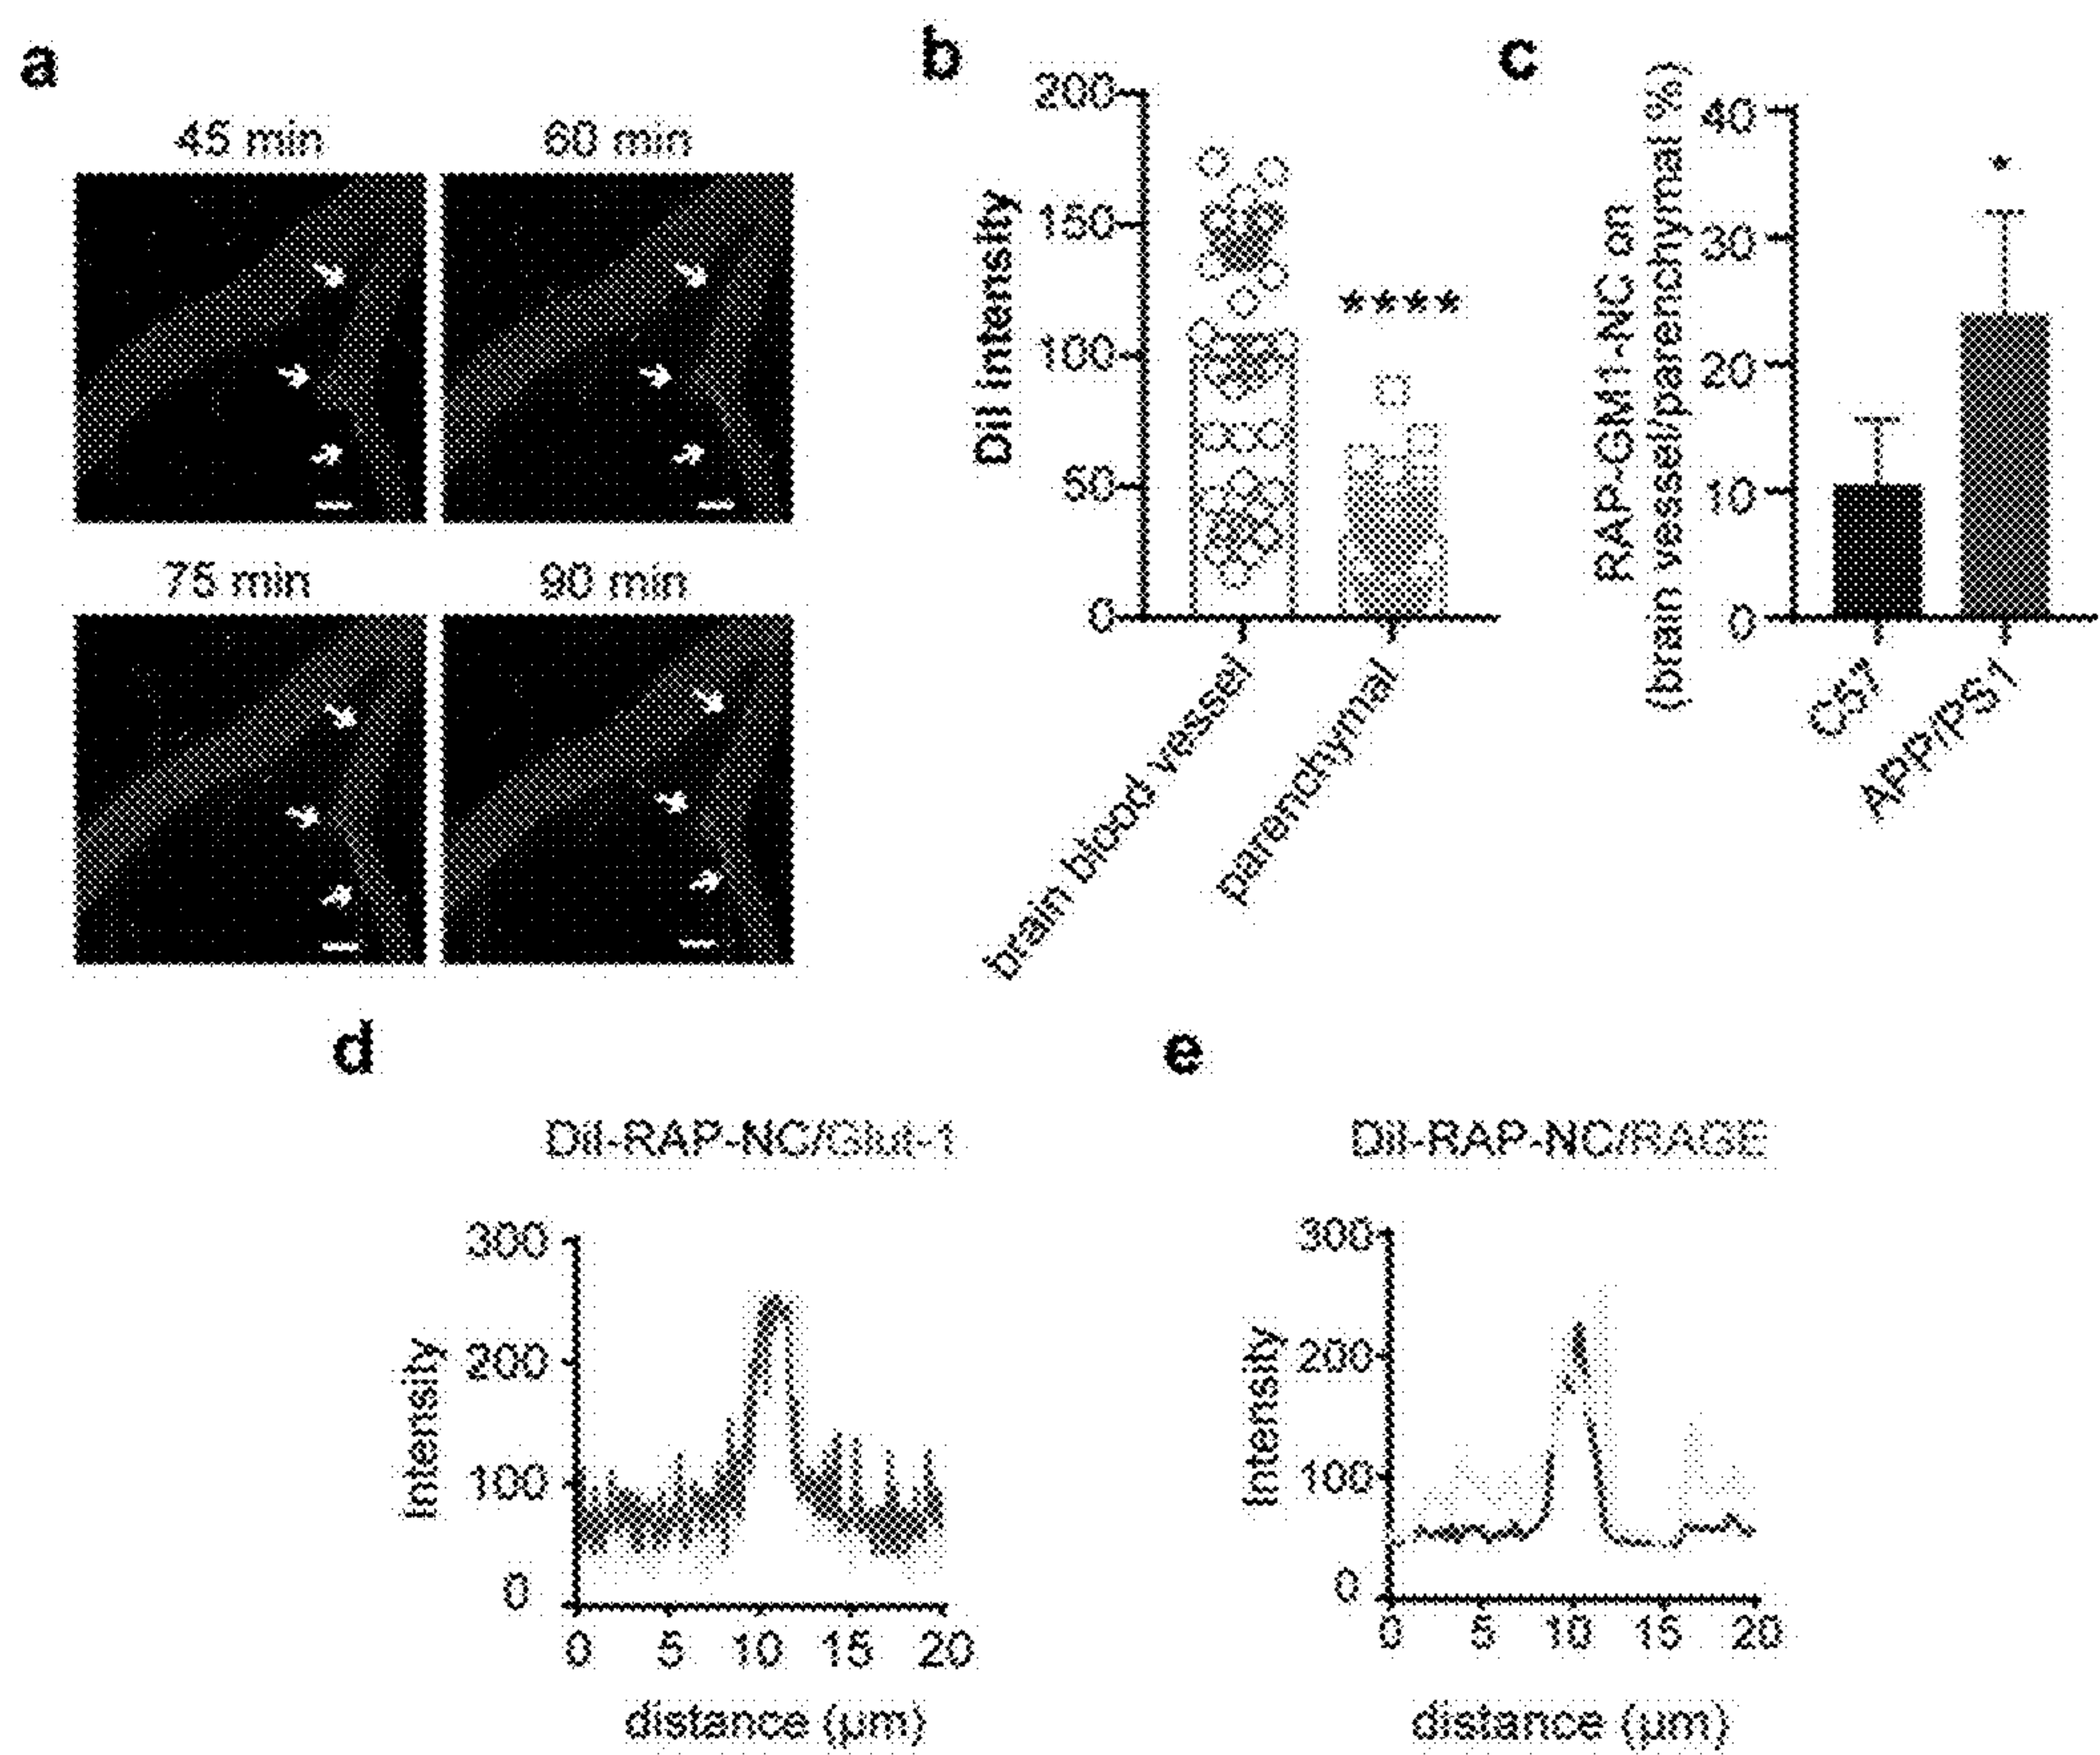 a
45 min
60 min
75 min
90 min
b
DiI intensity
200
150
100
50
0
brain blood vessel
parenchymal
****
c
RAP-GM1-NC on
(brain vessel/parenchymal %)
40
30
20
10
0
C57
APP/PS1
*
d
DiI-RAP-NC/Glut-1
Intensity
300
200
100
0
0 5 10 15 20
distance (μm)
e
DiI-RAP-NC/RAGE
Intensity
300
200
100
0
0 5 10 15 20
distance (μm)